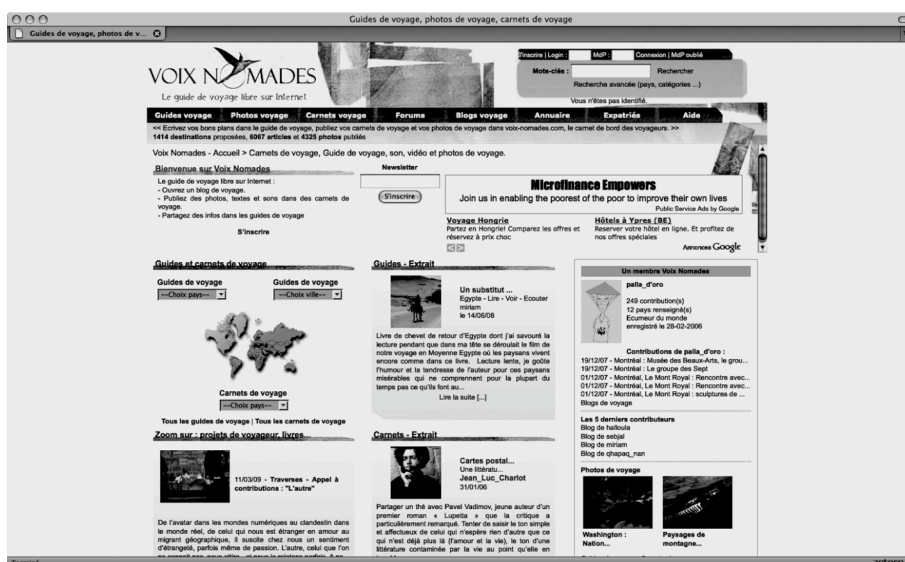 Guides de voyage, photos de voyage, carnets de voyage
Guides de voyage, photos de v...
VOIX NOMADES
Le guide de voyage libre sur Internet
S'inscrire | Login : MdP : Connexion | MdP oublié
Mots-clés : Rechercher
Recherche avancée (pays, catégories ...)
Vous n'êtes pas identifié.
Guides voyage Photos voyage Carnets voyage Forums Blogs voyage Annuaire Expatriés Aide
<< Ecrivez vos bons plans dans le guide de voyage, publiez vos carnets de voyage et vos photos de voyage dans voix-nomades.com, le carnet de bord des voyageurs. >>
1414 destinations proposées, 6067 articles et 4325 photos publiés
Voix Nomades - Accueil > Carnets de voyage, Guide de voyage, son, vidéo et photos de voyage.
Bienvenue sur Voix Nomades
Le guide de voyage libre sur Internet :
- Ouvrez un blog de voyage.
- Publiez des photos, textes et sons dans des carnets de
voyage.
- Partagez des infos dans les guides de voyage
S'inscrire
Newsletter
S'inscrire
Microfinance Empowers
Join us in enabling the poorest of the poor to improve their own lives
Public Service Ads by Google
Voyage Hongrie
Partez en Hongrie! Comparez les offres et
réservez à prix choc
Hôtels à Ypres (BE)
Reserver votre hôtel en ligne. Et profitez de
nos offres spéciales
Annonces Google
Guides et carnets de voyage
Guides de voyage Guides de voyage
--Choix pays-- --Choix ville--
Carnets de voyage
--Choix pays--
Tous les guides de voyage | Tous les carnets de voyage
Zoom sur : projets de voyageur, livres...
11/03/09 - Traverses - Appel à
contributions : "L'autre"
De l'avatar dans les mondes numériques au clandestin dans
le monde réel, de celui qui nous est étranger en amour au
migrant géographique, il suscite chez nous un sentiment
d'étrangeté, parfois même de passion. L'autre, celui que l'on
Guides - Extrait
Un substitut ...
Egypte - Lire - Voir - Ecouter
miriam
le 14/06/08
Livre de chevet de retour d'Egypte dont j'ai savouré la
lecture pendant que dans ma tête se déroulait le film de
notre voyage en Moyenne Egypte où les paysans vivent
encore comme dans ce livre. Lecture lente, je goûte
l'humour et la tendresse de l'auteur pour ces paysans
misérables qui ne comprennent pour la plupart du
temps pas ce qu'ils font au...
Lire la suite [...]
Carnets - Extrait
Cartes postal...
Une littératu...
Jean_Luc_Charlot
31/01/06
Partager un thé avec Pavel Vadimov, jeune auteur d'un
premier roman « Lupetta » que la critique a
particulièrement remarqué. Tenter de saisir le ton simple
et affectueux de celui qui n'espère rien d'autre que ce
qui n'est déjà plus là (l'amour et la vie), le ton d'une
littérature contaminée par la vie au point qu'elle en
Un membre Voix Nomades
palla_d'oro
249 contribution(s)
12 pays renseigné(s)
Ecumeur du monde
enregistré le 28-02-2006
Contributions de palla_d'oro :
19/12/07 - Montréal : Musée des Beaux-Arts, le grou...
19/12/07 - Montréal : Le groupe des Sept
01/12/07 - Montréal, Le Mont Royal : Rencontre avec...
01/12/07 - Montréal, Le Mont Royal : Rencontre avec...
01/12/07 - Montréal, Le Mont Royal : sculptures de ...
Blogs de voyage
Les 5 derniers contributeurs
Blog de halloula
Blog de sebjal
Blog de miriam
Blog de qhapaq_nan
Photos de voyage
Washington :
Nation...
Paysages de
montagne...